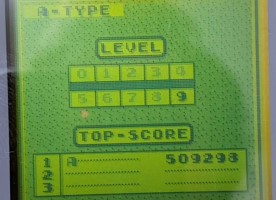 A-TYPE
LEVEL
0 1 2 3 4
5 6 7 8 9
TOP-SCORE
1 A 509298
2
3